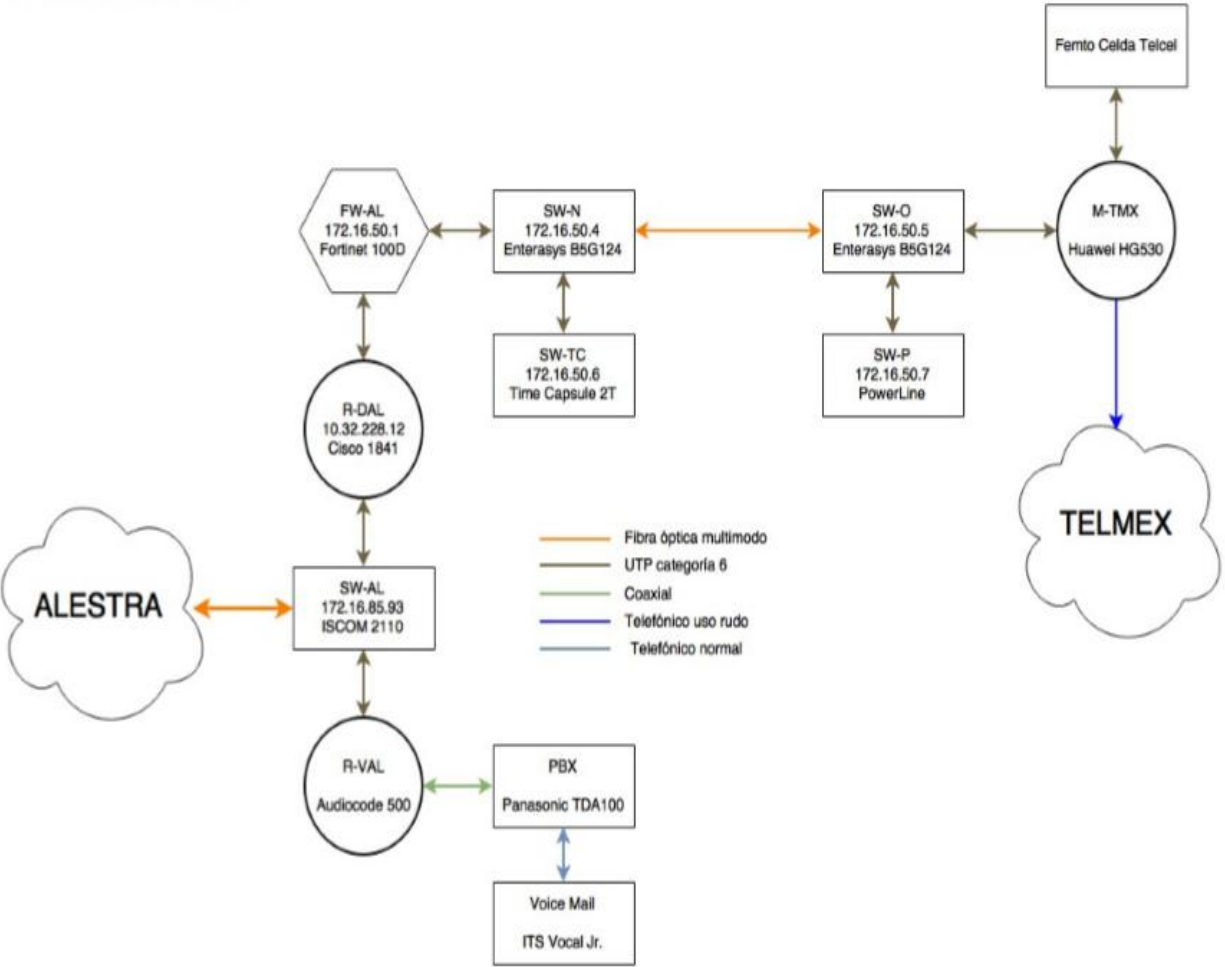 Femto Celda Telcel
FW-AL
172.16.50.1
Fortinet 100D
SW-N
172.16.50.4
Enterasys B5G124
SW-O
172.16.50.5
Enterasys B5G124
M-TMX
Huawei HG530
SW-TC
172.16.50.6
Time Capsule 2T
SW-P
172.16.50.7
PowerLine
R-DAL
10.32.228.12
Cisco 1841
TELMEX
Fibra óptica multimodo
UTP categoría 6
Coaxial
Telefónico uso rudo
Telefónico normal
ALESTRA
SW-AL
172.16.85.93
ISCOM 2110
R-VAL
Audiocode 500
PBX
Panasonic TDA100
Voice Mail
ITS Vocal Jr.